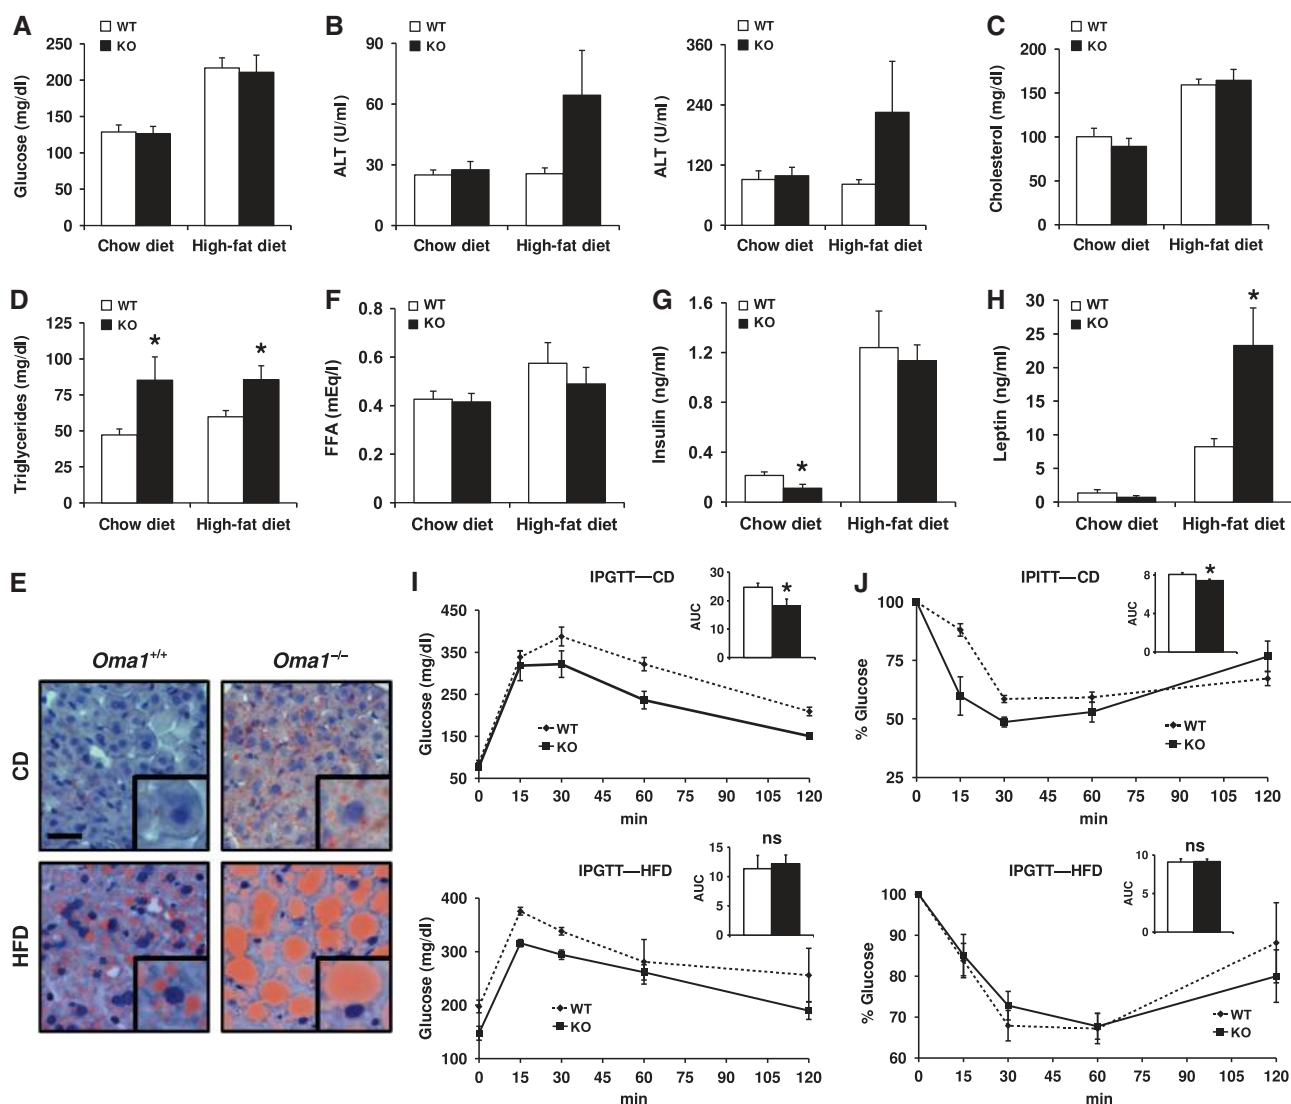 A
WT
KO
Glucose (mg/dl)
250
200
150
100
50
0
Chow diet High-fat diet
B
WT
KO
ALT (U/ml)
90
60
30
0
Chow diet High-fat diet
WT
KO
ALT (U/ml)
360
240
120
0
Chow diet High-fat diet
C
WT
KO
Cholesterol (mg/dl)
200
150
100
50
0
Chow diet High-fat diet
D
WT
KO
Triglycerides (mg/dl)
125
100
75
50
25
0
* *
Chow diet High-fat diet
F
WT
KO
FFA (mEq/l)
0.8
0.6
0.4
0.2
0
Chow diet High-fat diet
G
WT
KO
Insulin (ng/ml)
1.6
1.2
0.8
0.4
0
*
Chow diet High-fat diet
H
WT
KO
Leptin (ng/ml)
30
25
20
15
10
5
0
*
Chow diet High-fat diet
E
Oma1+/+ Oma1−/−
CD
HFD
I
IPGTT—CD
Glucose (mg/dl)
450
350
250
150
50
WT
KO
0 15 30 45 60 75 90 105 120
min
AUC
30
20
10
0
*
IPGTT—HFD
Glucose (mg/dl)
400
300
200
100
WT
KO
0 15 30 45 60 75 90 105 120
min
ns
AUC
15
10
5
0
J
IPITT—CD
% Glucose
100
75
50
25
WT
KO
0 15 30 45 60 75 90 105 120
min
AUC
8
4
0
*
IPGTT—HFD
% Glucose
100
90
80
70
60
WT
KO
0 15 30 45 60 75 90 105 120
min
ns
AUC
10
5
0